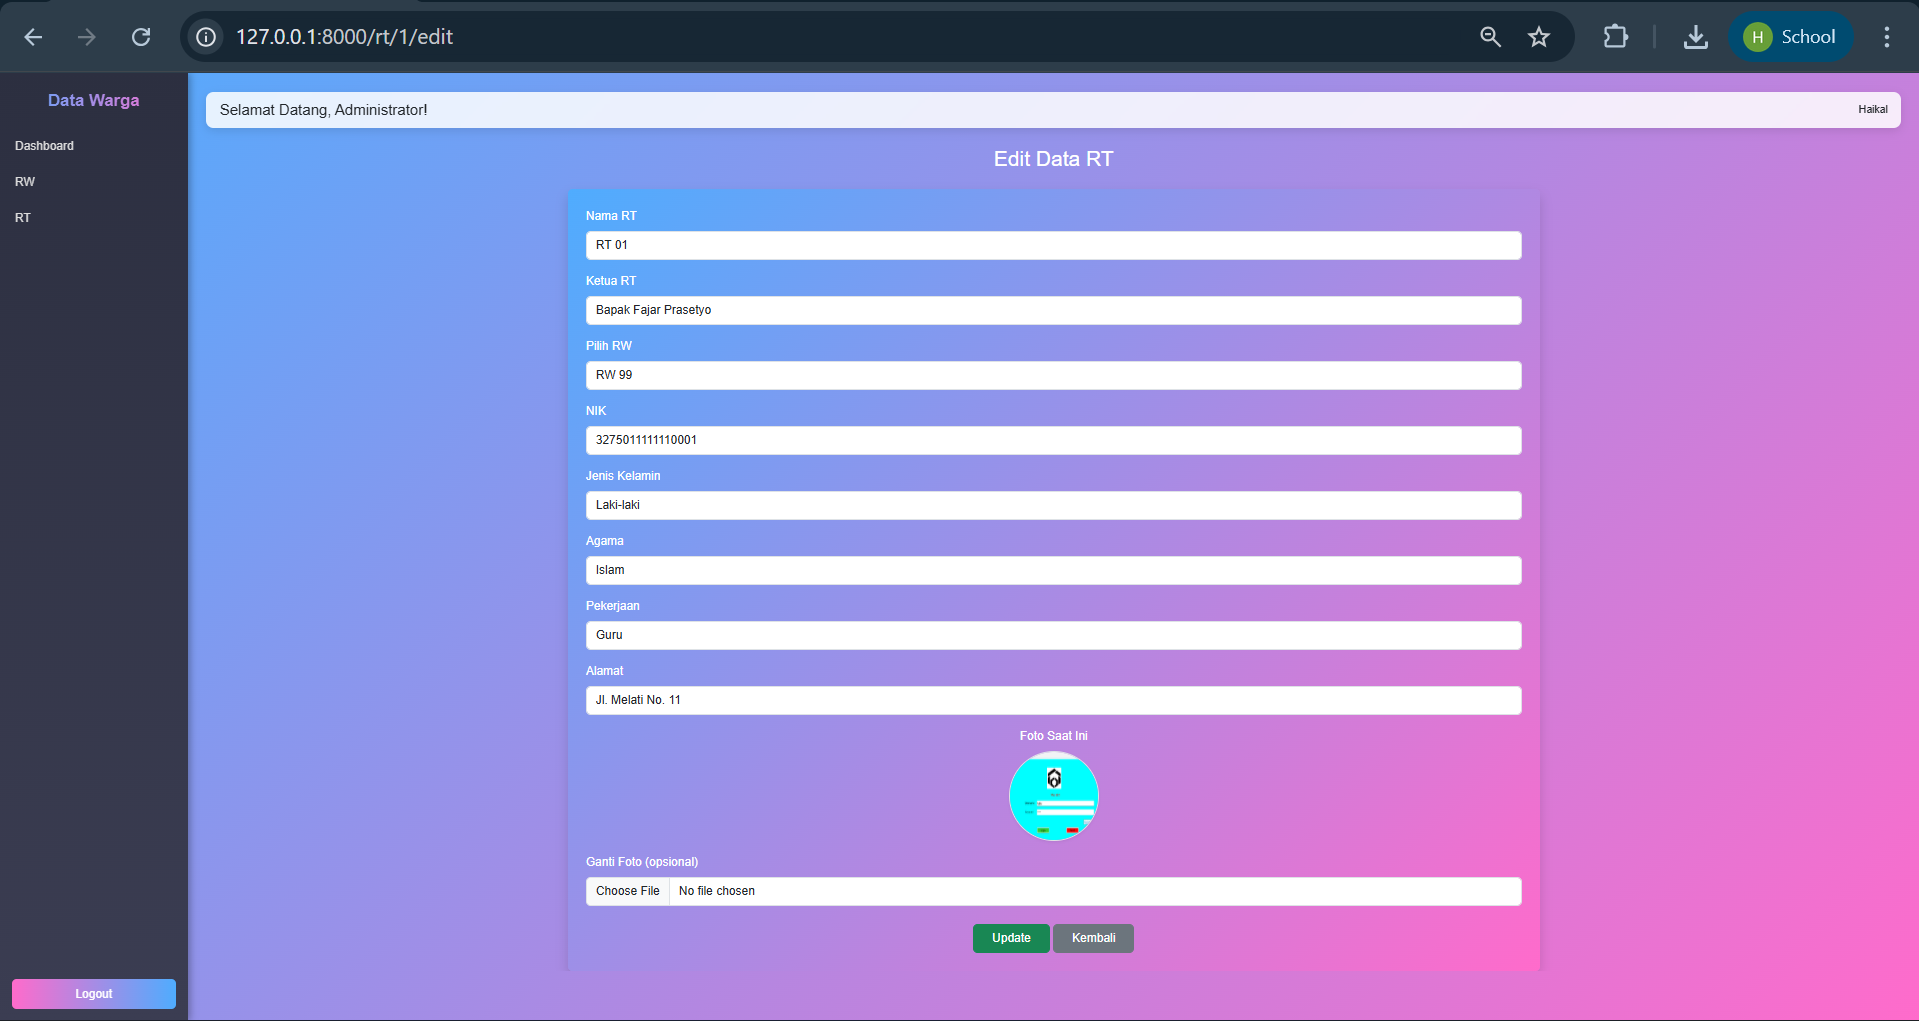 127.0.0.1:8000/rt/1/edit
H School
Data Warga
Dashboard
RW
RT
Logout
Selamat Datang, Administrator!
Haikal
Edit Data RT
Nama RT
RT 01
Ketua RT
Bapak Fajar Prasetyo
Pilih RW
RW 99
NIK
3275011111110001
Jenis Kelamin
Laki-laki
Agama
Islam
Pekerjaan
Guru
Alamat
Jl. Melati No. 11
Foto Saat Ini
Ganti Foto (opsional)
Choose File No file chosen
Update Kembali